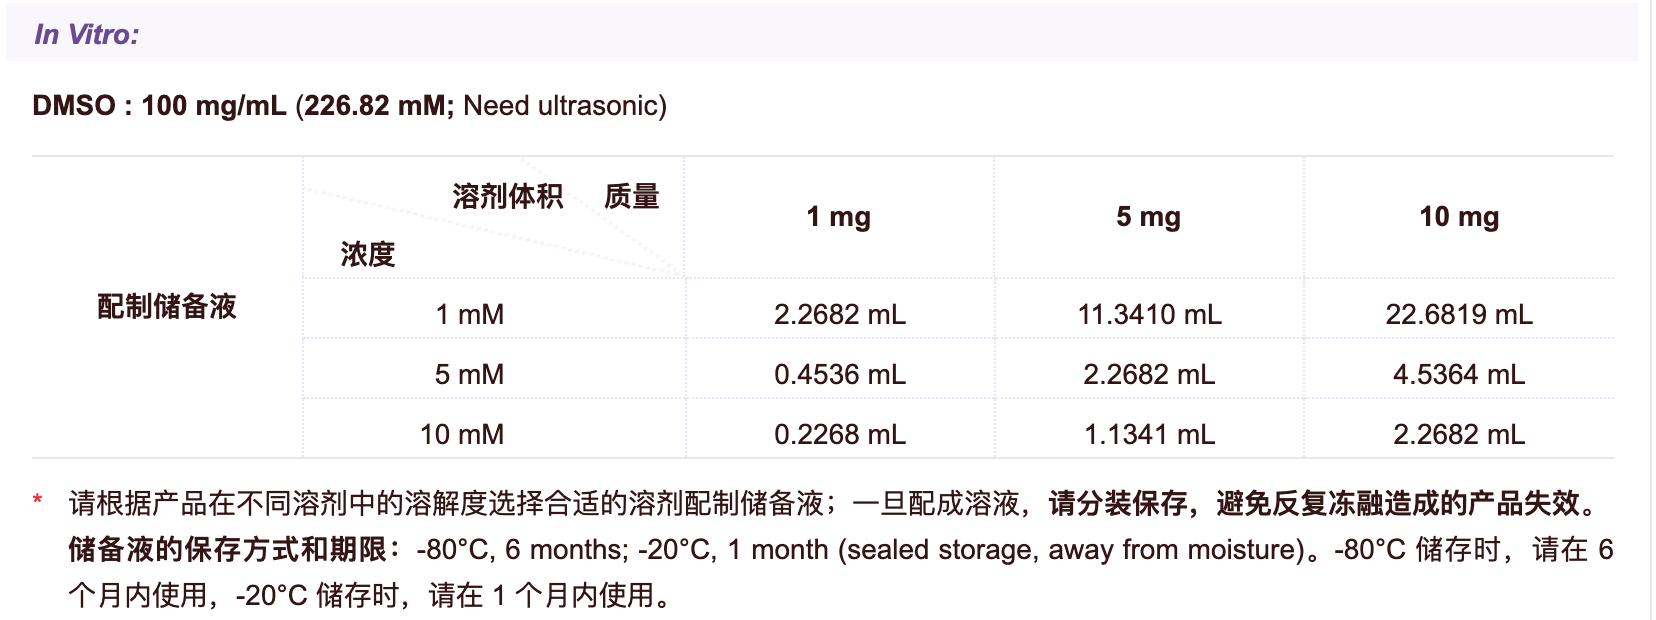 In Vitro:
DMSO : 100 mg/mL (226.82 mM; Need ultrasonic)
溶剂体积 质量
浓度
1 mg 5 mg 10 mg
配制储备液
1 mM 2.2682 mL 11.3410 mL 22.6819 mL
5 mM 0.4536 mL 2.2682 mL 4.5364 mL
10 mM 0.2268 mL 1.1341 mL 2.2682 mL
* 请根据产品在不同溶剂中的溶解度选择合适的溶剂配制储备液；一旦配成溶液，请分装保存，避免反复冻融造成的产品失效。
储备液的保存方式和期限：-80°C, 6 months; -20°C, 1 month (sealed storage, away from moisture)。-80°C 储存时，请在 6
个月内使用，-20°C 储存时，请在 1 个月内使用。